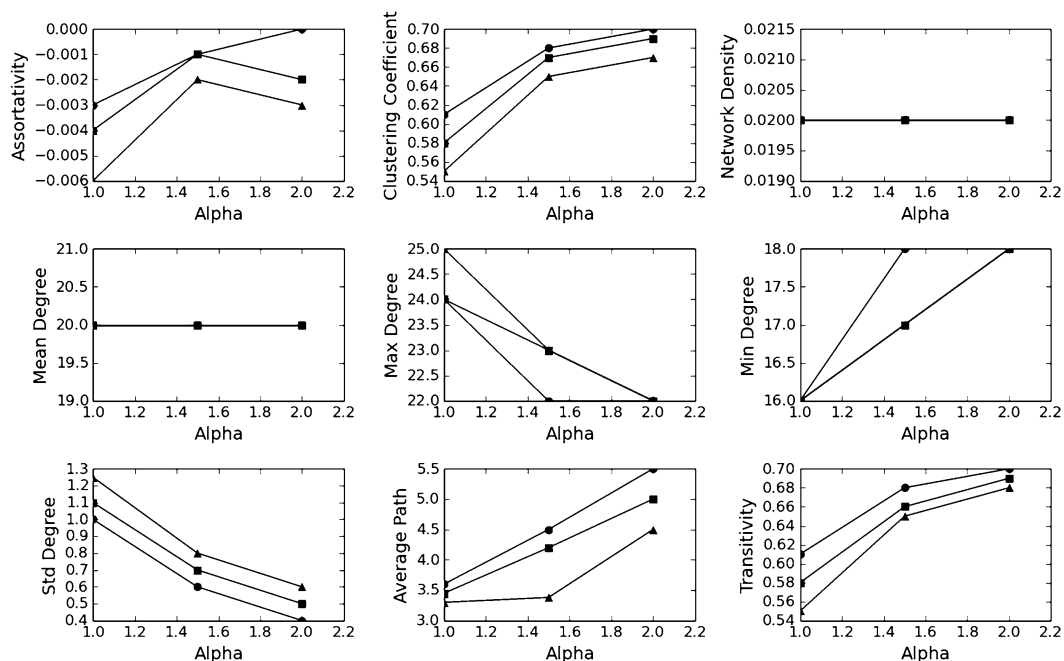 0.000
−0.001
−0.002
−0.003
−0.004
−0.005
−0.006
Assortativity
1.0 1.2 1.4 1.6 1.8 2.0 2.2
Alpha
0.70
0.68
0.66
0.64
0.62
0.60
0.58
0.56
0.54
Clustering Coefficient
1.0 1.2 1.4 1.6 1.8 2.0 2.2
Alpha
0.0215
0.0210
0.0205
0.0200
0.0195
0.0190
Network Density
1.0 1.2 1.4 1.6 1.8 2.0 2.2
Alpha
21.0
20.5
20.0
19.5
19.0
Mean Degree
1.0 1.2 1.4 1.6 1.8 2.0 2.2
Alpha
25.0
24.5
24.0
23.5
23.0
22.5
22.0
Max Degree
1.0 1.2 1.4 1.6 1.8 2.0 2.2
Alpha
18.0
17.5
17.0
16.5
16.0
Min Degree
1.0 1.2 1.4 1.6 1.8 2.0 2.2
Alpha
1.3
1.2
1.1
1.0
0.9
0.8
0.7
0.6
0.5
0.4
Std Degree
1.0 1.2 1.4 1.6 1.8 2.0 2.2
Alpha
5.5
5.0
4.5
4.0
3.5
3.0
Average Path
1.0 1.2 1.4 1.6 1.8 2.0 2.2
Alpha
0.70
0.68
0.66
0.64
0.62
0.60
0.58
0.56
0.54
Transitivity
1.0 1.2 1.4 1.6 1.8 2.0 2.2
Alpha